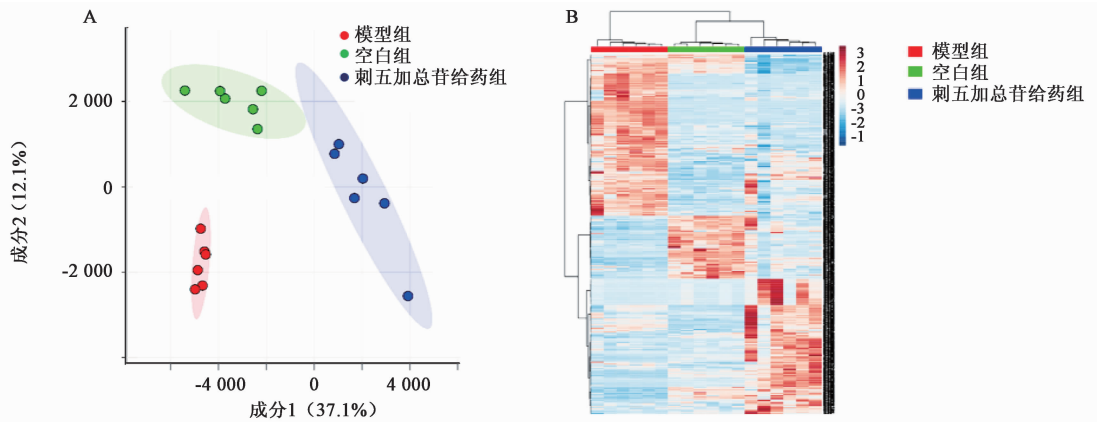 A
模型组
空白组
刺五加总苷给药组
2 000
0
-2 000
成分2（12.1%）
-4 000
0
4 000
成分1（37.1%）
B
3
2
1
0
-3
-2
-1
模型组
空白组
刺五加总苷给药组